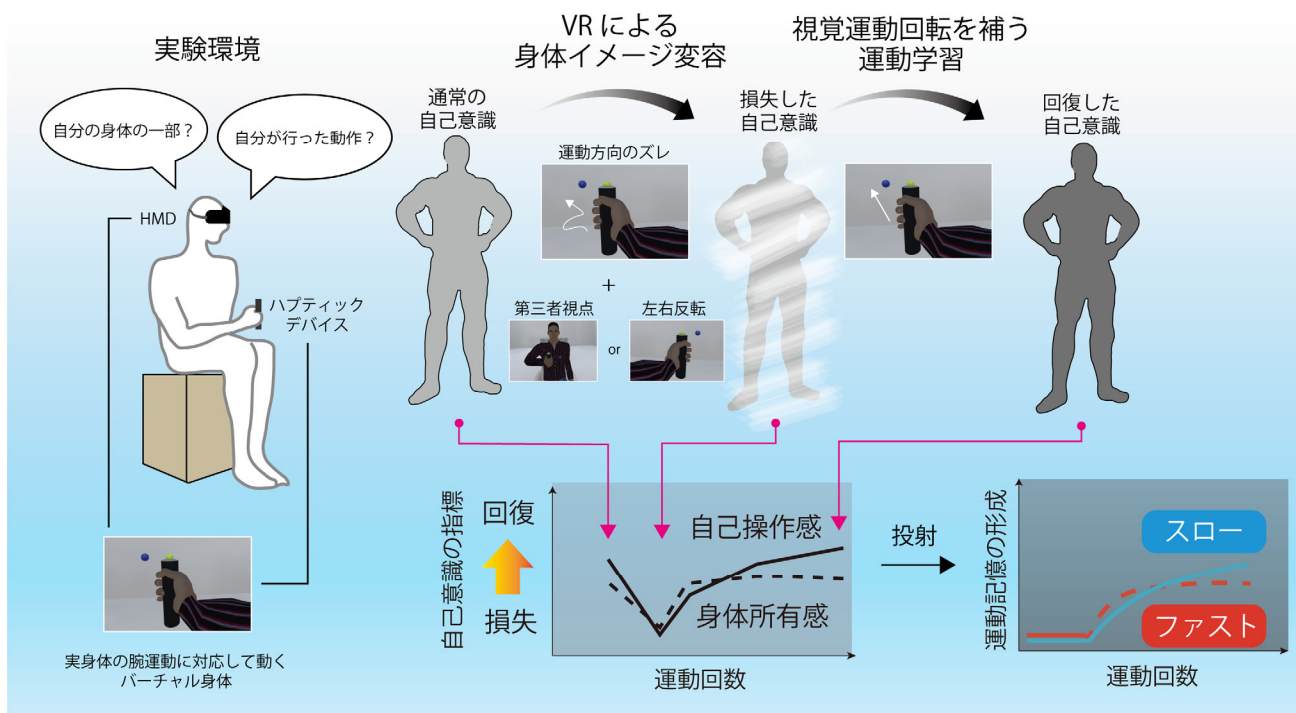 実験環境
自分の身体の一部?
自分が行った動作?
HMD
ハプティック
デバイス
実身体の腕運動に対応して動く
バーチャル身体
VRによる
身体イメージ変容
視覚運動回転を補う
運動学習
通常の
自己意識
運動方向のズレ
+
第三者視点
or
左右反転
損失した
自己意識
回復した
自己意識
自己意識の指標
回復
損失
自己操作感
身体所有感
運動回数
投射
運動記憶の形成
スロー
ファスト
運動回数